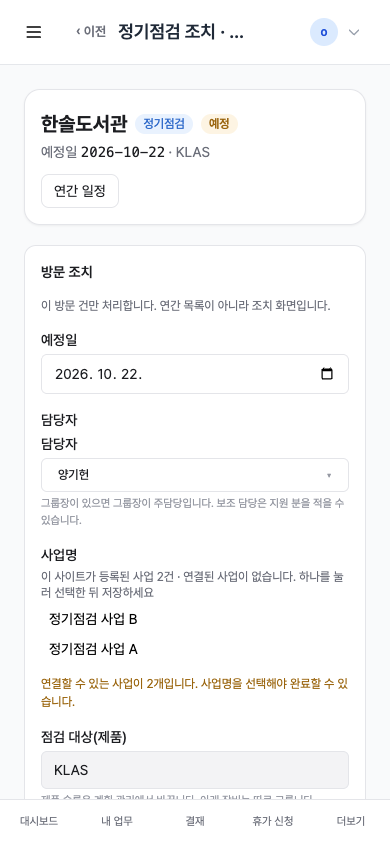 ‹ 이전 정기점검 조치 · ... o
한솔도서관 정기점검 예정
예정일 2026-10-22 · KLAS
연간 일정
방문 조치
이 방문 건만 처리합니다. 연간 목록이 아니라 조치 화면입니다.
예정일
2026. 10. 22.
담당자
담당자
양기헌
그룹장이 있으면 그룹장이 주담당입니다. 보조 담당은 지원 분을 적을 수
있습니다.
사업명
이 사이트가 등록된 사업 2건 · 연결된 사업이 없습니다. 하나를 눌
러 선택한 뒤 저장하세요
정기점검 사업 B
정기점검 사업 A
연결할 수 있는 사업이 2개입니다. 사업명을 선택해야 완료할 수 있
습니다.
점검 대상(제품)
KLAS
대시보드 내 업무 결재 휴가 신청 더보기